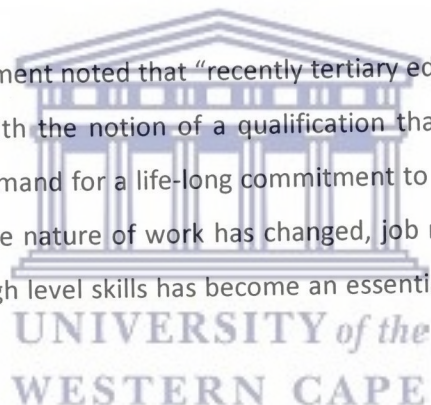 ment noted that “recently tertiary ed
th the notion of a qualification tha
mand for a life-long commitment to
e nature of work has changed, job
gh level skills has become an essenti
UNIVERSITY of the
WESTERN CAPE